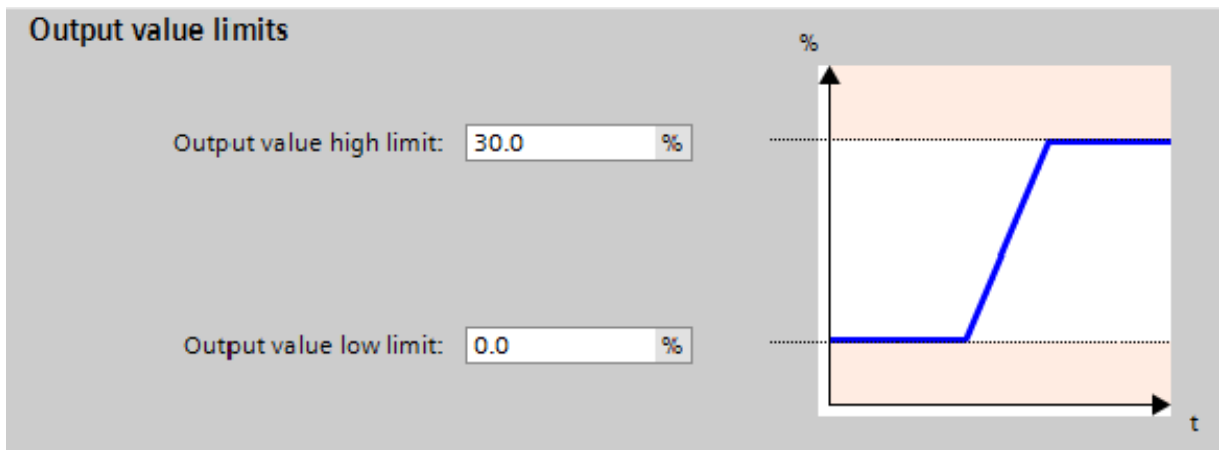 Output value limits
%
Output value high limit: 30.0 %
Output value low limit: 0.0 %
t